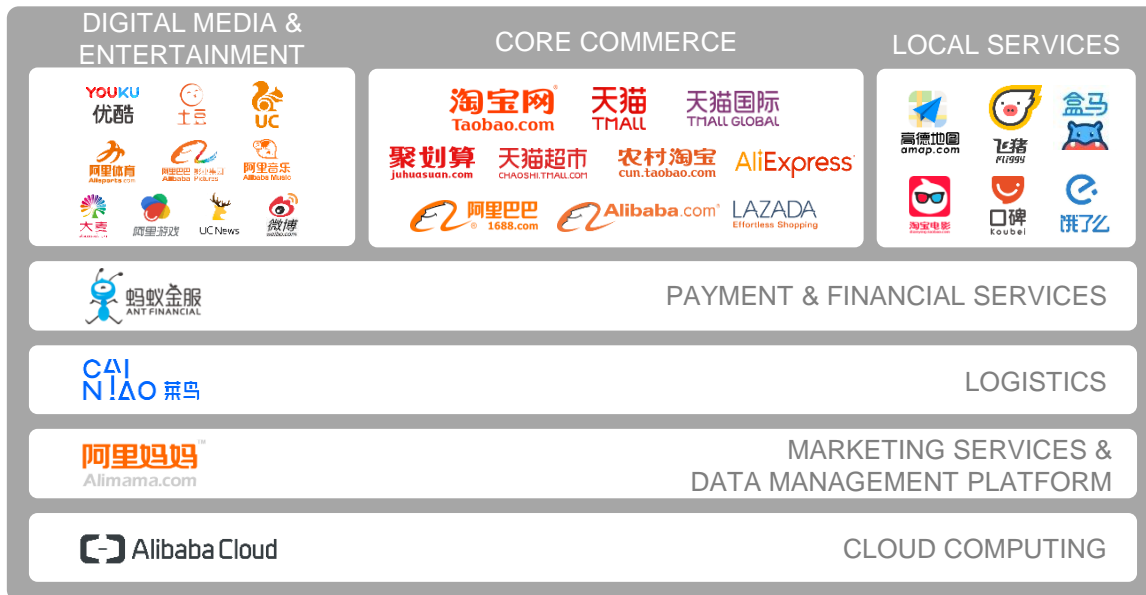 DIGITAL MEDIA &
ENTERTAINMENT
YOUKU
优酷
土豆
UC
阿里体育
Alisports.com
阿里巴巴影业集团
Alibaba Pictures
阿里音乐
Alibaba Music
大麦
阿里游戏
UC News
微博
weibo.com
CORE COMMERCE
淘宝网
Taobao.com
天猫
TMALL
天猫国际
TMALL GLOBAL
聚划算
juhuasuan.com
天猫超市
CHAOSHI.TMALL.COM
农村淘宝
cun.taobao.com
AliExpress
阿里巴巴
1688.com
Alibaba.com
LAZADA
Effortless Shopping
LOCAL SERVICES
高德地圖
amap.com
飞猪
Fliggy
盒马
淘宝电影
口碑
koubei
饿了么
蚂蚁金服
ANT FINANCIAL
PAYMENT & FINANCIAL SERVICES
CAI
NIAO 菜鸟
LOGISTICS
阿里妈妈™
Alimama.com
MARKETING SERVICES &
DATA MANAGEMENT PLATFORM
Alibaba Cloud
CLOUD COMPUTING